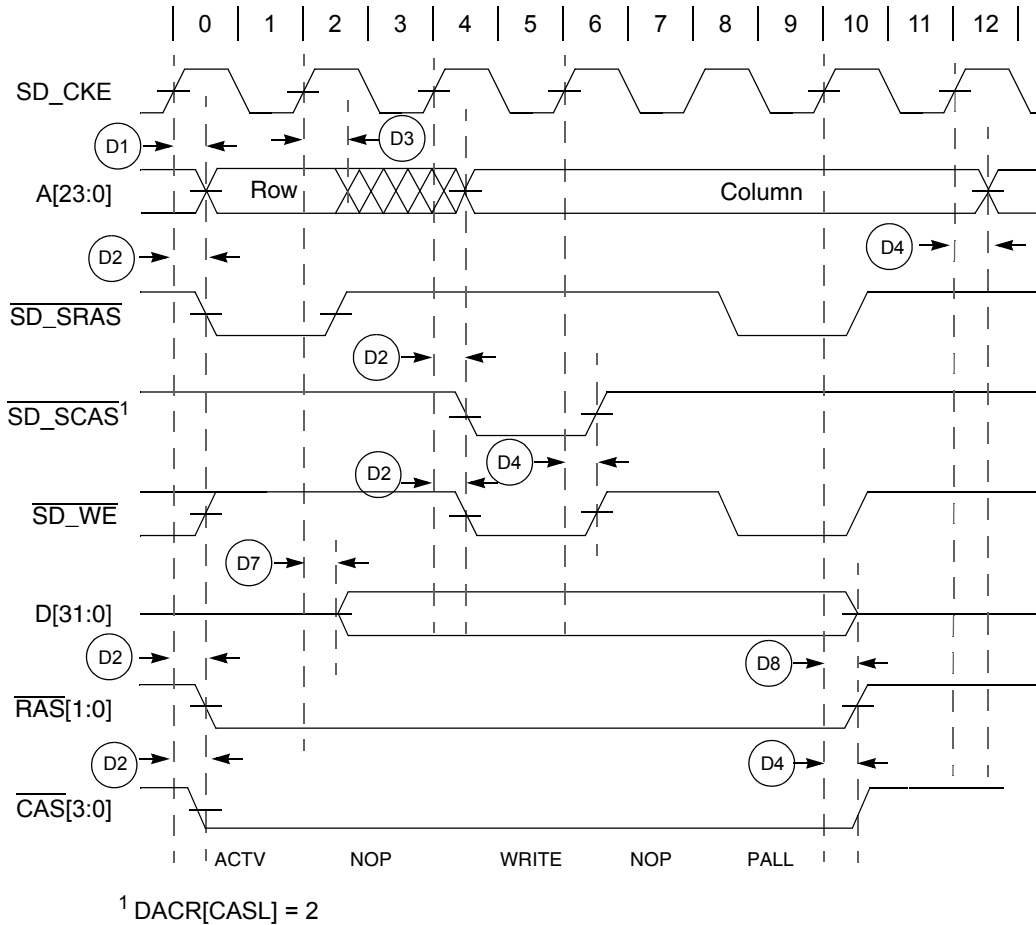 0 1 2 3 4 5 6 7 8 9 10 11 12
SD_CKE
D1
D3
A[23:0]
Row
Column
D2
D4
SD_SRAS
D2
SD_SCAS1
D2
D4
SD_WE
D7
D[31:0]
D2
D8
RAS[1:0]
D2
D4
CAS[3:0]
ACTV NOP WRITE NOP PALL
1 DACR[CASL] = 2